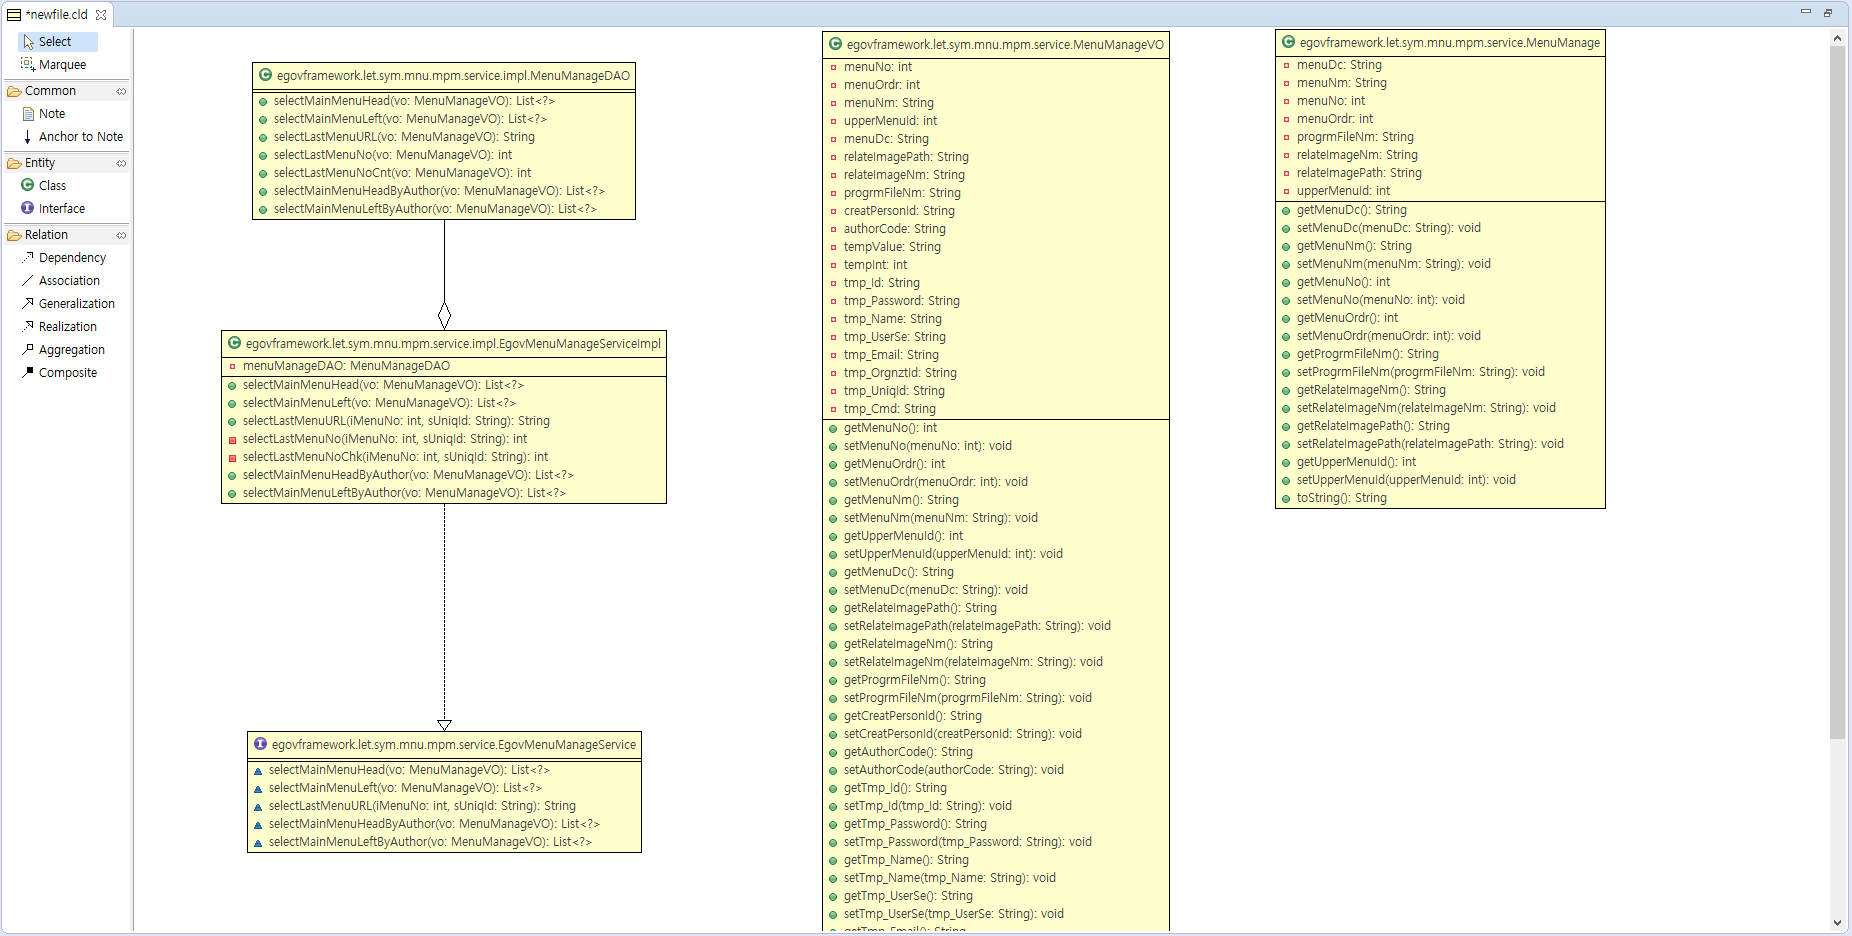 *newfile.cld
Select
Marquee
Common
Note
Anchor to Note
Entity
Class
Interface
Relation
Dependency
Association
Generalization
Realization
Aggregation
Composite
egovframework.let.sym.mnu.mpm.service.impl.MenuManageDAO
selectMainMenuHead(vo: MenuManageVO): List<?>
selectMainMenuLeft(vo: MenuManageVO): List<?>
selectLastMenuURL(vo: MenuManageVO): String
selectLastMenuNo(vo: MenuManageVO): int
selectLastMenuNoCnt(vo: MenuManageVO): int
selectMainMenuHeadByAuthor(vo: MenuManageVO): List<?>
selectMainMenuLeftByAuthor(vo: MenuManageVO): List<?>
egovframework.let.sym.mnu.mpm.service.impl.EgovMenuManageServiceImpl
menuManageDAO: MenuManageDAO
selectMainMenuHead(vo: MenuManageVO): List<?>
selectMainMenuLeft(vo: MenuManageVO): List<?>
selectLastMenuURL(iMenuNo: int, sUniqId: String): String
selectLastMenuNo(iMenuNo: int, sUniqId: String): int
selectLastMenuNoChk(iMenuNo: int, sUniqId: String): int
selectMainMenuHeadByAuthor(vo: MenuManageVO): List<?>
selectMainMenuLeftByAuthor(vo: MenuManageVO): List<?>
egovframework.let.sym.mnu.mpm.service.EgovMenuManageService
selectMainMenuHead(vo: MenuManageVO): List<?>
selectMainMenuLeft(vo: MenuManageVO): List<?>
selectLastMenuURL(iMenuNo: int, sUniqId: String): String
selectMainMenuHeadByAuthor(vo: MenuManageVO): List<?>
selectMainMenuLeftByAuthor(vo: MenuManageVO): List<?>
egovframework.let.sym.mnu.mpm.service.MenuManageVO
menuNo: int
menuOrdr: int
menuNm: String
upperMenuId: int
menuDc: String
relateImagePath: String
relateImageNm: String
progrmFileNm: String
creatPersonId: String
authorCode: String
tempValue: String
tempInt: int
tmp_Id: String
tmp_Password: String
tmp_Name: String
tmp_UserSe: String
tmp_Email: String
tmp_OrgnztId: String
tmp_UniqId: String
tmp_Cmd: String
getMenuNo(): int
setMenuNo(menuNo: int): void
getMenuOrdr(): int
setMenuOrdr(menuOrdr: int): void
getMenuNm(): String
setMenuNm(menuNm: String): void
getUpperMenuId(): int
setUpperMenuId(upperMenuId: int): void
getMenuDc(): String
setMenuDc(menuDc: String): void
getRelateImagePath(): String
setRelateImagePath(relateImagePath: String): void
getRelateImageNm(): String
setRelateImageNm(relateImageNm: String): void
getProgrmFileNm(): String
setProgrmFileNm(progrmFileNm: String): void
getCreatPersonId(): String
setCreatPersonId(creatPersonId: String): void
getAuthorCode(): String
setAuthorCode(authorCode: String): void
getTmp_Id(): String
setTmp_Id(tmp_Id: String): void
getTmp_Password(): String
setTmp_Password(tmp_Password: String): void
getTmp_Name(): String
setTmp_Name(tmp_Name: String): void
getTmp_UserSe(): String
setTmp_UserSe(tmp_UserSe: String): void
getTmp_Email(): String
egovframework.let.sym.mnu.mpm.service.MenuManage
menuDc: String
menuNm: String
menuNo: int
menuOrdr: int
progrmFileNm: String
relateImageNm: String
relateImagePath: String
upperMenuId: int
getMenuDc(): String
setMenuDc(menuDc: String): void
getMenuNm(): String
setMenuNm(menuNm: String): void
getMenuNo(): int
setMenuNo(menuNo: int): void
getMenuOrdr(): int
setMenuOrdr(menuOrdr: int): void
getProgrmFileNm(): String
setProgrmFileNm(progrmFileNm: String): void
getRelateImageNm(): String
setRelateImageNm(relateImageNm: String): void
getRelateImagePath(): String
setRelateImagePath(relateImagePath: String): void
getUpperMenuId(): int
setUpperMenuId(upperMenuId: int): void
toString(): String